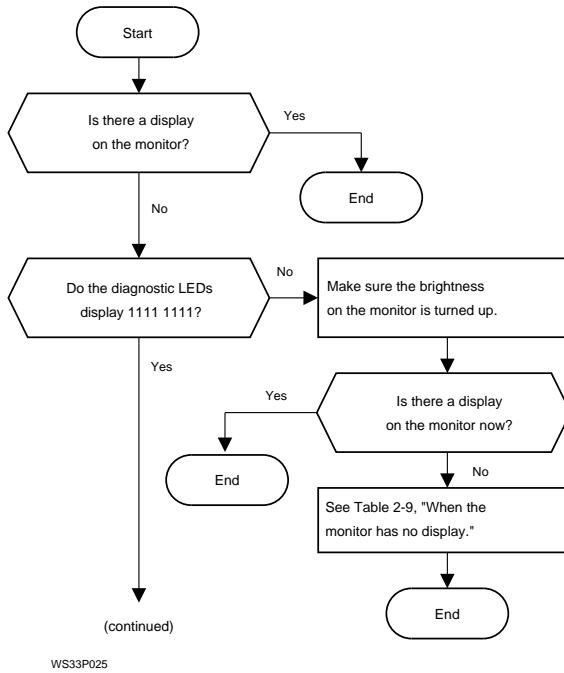 Start
Is there a display
on the monitor?
Yes
End
No
Do the diagnostic LEDs
display 1111 1111?
No
Make sure the brightness
on the monitor is turned up.
Yes
Is there a display
on the monitor now?
Yes
End
No
See Table 2-9, "When the
monitor has no display."
End
(continued)
WS33P025